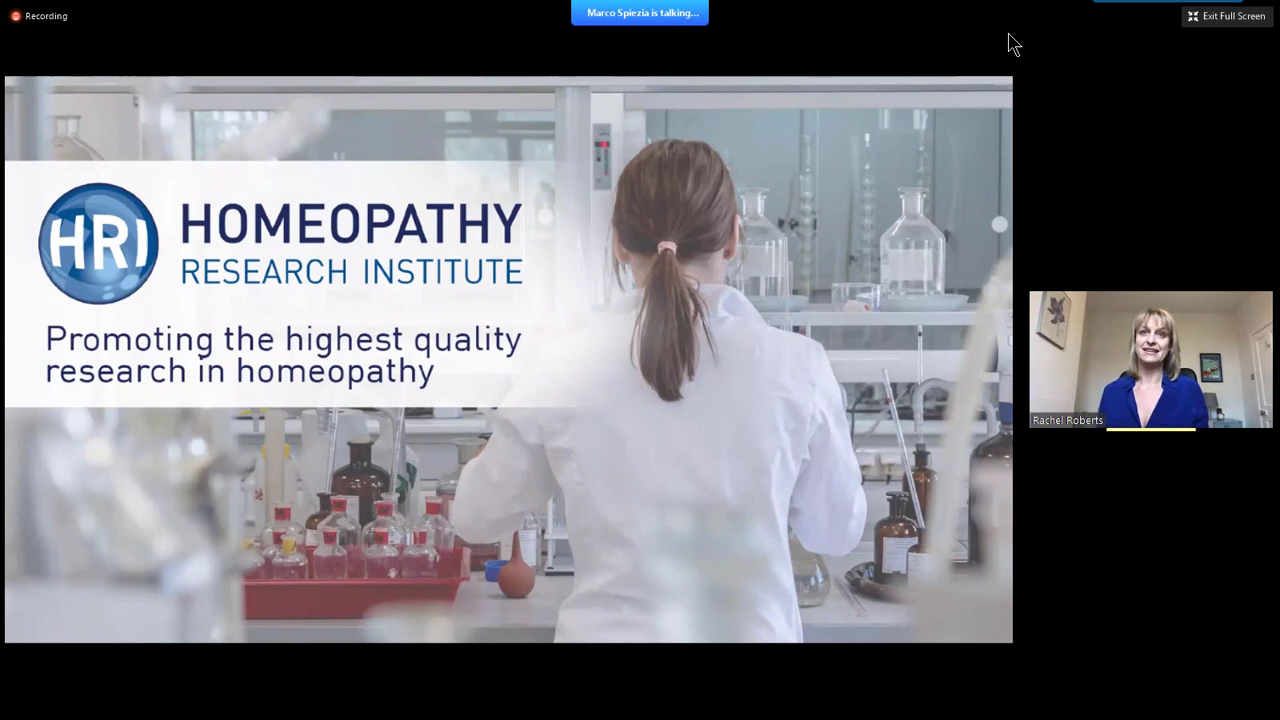 Recording
Marco Spiezia is talking...
Exit Full Screen
HRI
HOMEOPATHY
RESEARCH INSTITUTE
Promoting the highest quality
research in homeopathy
Rachel Roberts